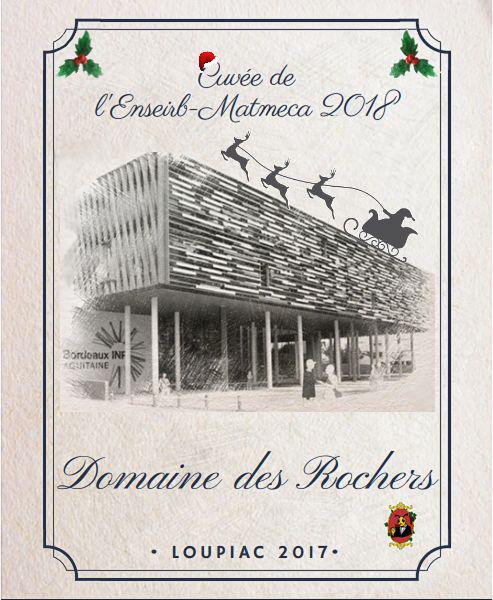 Cuvée de
l'Enseirb-Matmeca 2018
Bordeaux INP
AQUITAINE
Domaine des Rochers
• LOUPIAC 2017•